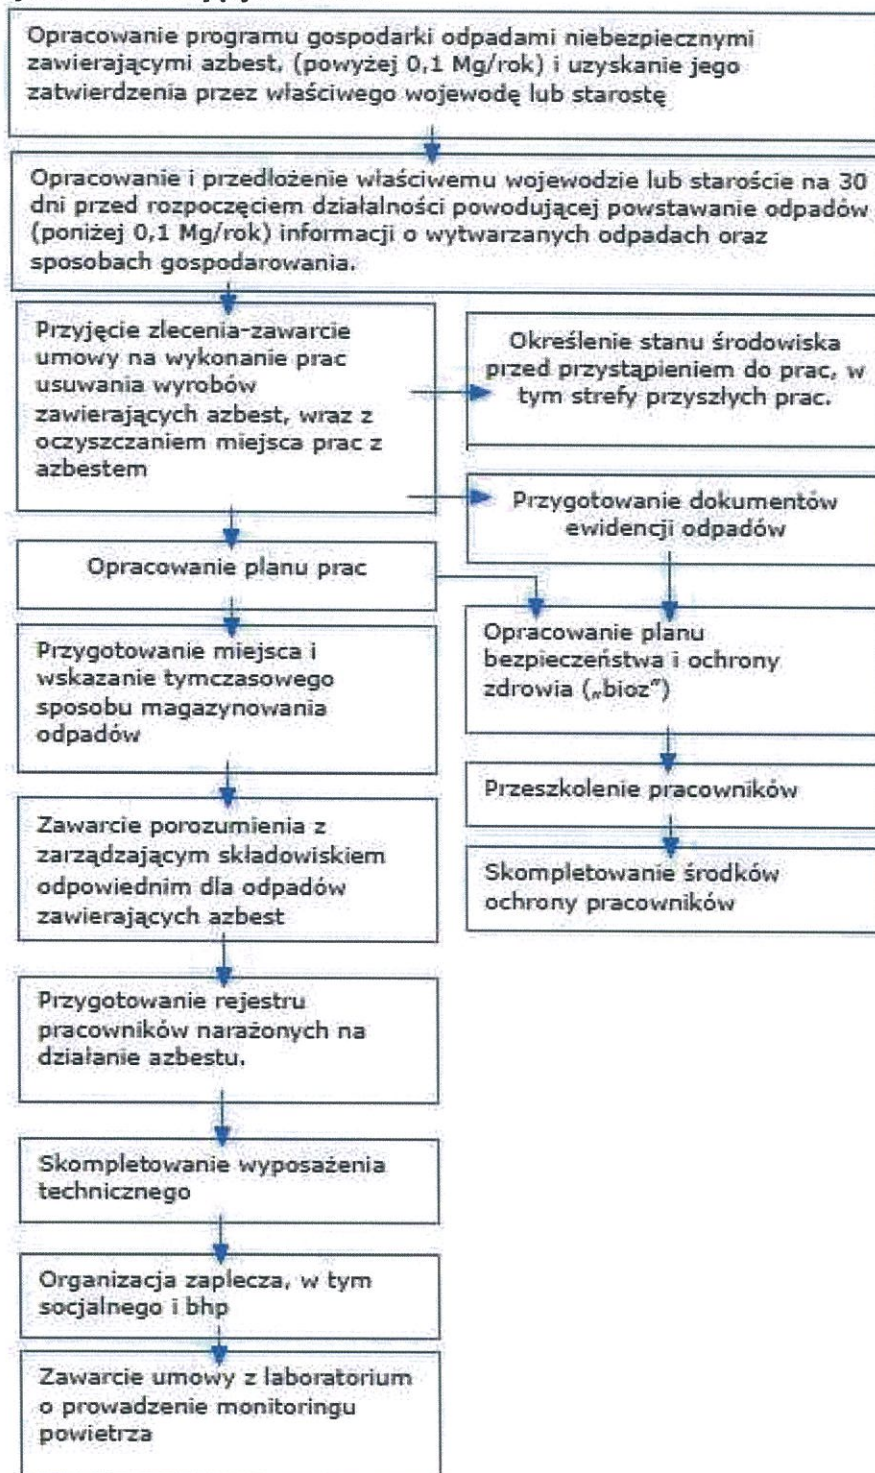 Opracowanie programu gospodarki odpadami niebezpiecznymi
zawierającymi azbest, (powyżej 0,1 Mg/rok) i uzyskanie jego
zatwierdzenia przez właściwego wojewodę lub starostę
Opracowanie i przedłożenie właściwemu wojewodzie lub staroście na 30
dni przed rozpoczęciem działalności powodującej powstawanie odpadów
(poniżej 0,1 Mg/rok) informacji o wytwarzanych odpadach oraz
sposobach gospodarowania.
Przyjęcie zlecenia-zawarcie
umowy na wykonanie prac
usuwania wyrobów
zawierających azbest, wraz z
oczyszczaniem miejsca prac z
azbestem
Określenie stanu środowiska
przed przystąpieniem do prac, w
tym strefy przyszłych prac.
Przygotowanie dokumentów
ewidencji odpadów
Opracowanie planu prac
Opracowanie planu
bezpieczeństwa i ochrony
zdrowia („bioz”)
Przygotowanie miejsca i
wskazanie tymczasowego
sposobu magazynowania
odpadów
Przeszkolenie pracowników
Zawarcie porozumienia z
zarządzającym składowiskiem
odpowiednim dla odpadów
zawierających azbest
Skompletowanie środków
ochrony pracowników
Przygotowanie rejestru
pracowników narażonych na
działanie azbestu.
Skompletowanie wyposażenia
technicznego
Organizacja zaplecza, w tym
socjalnego i bhp
Zawarcie umowy z laboratorium
o prowadzenie monitoringu
powietrza